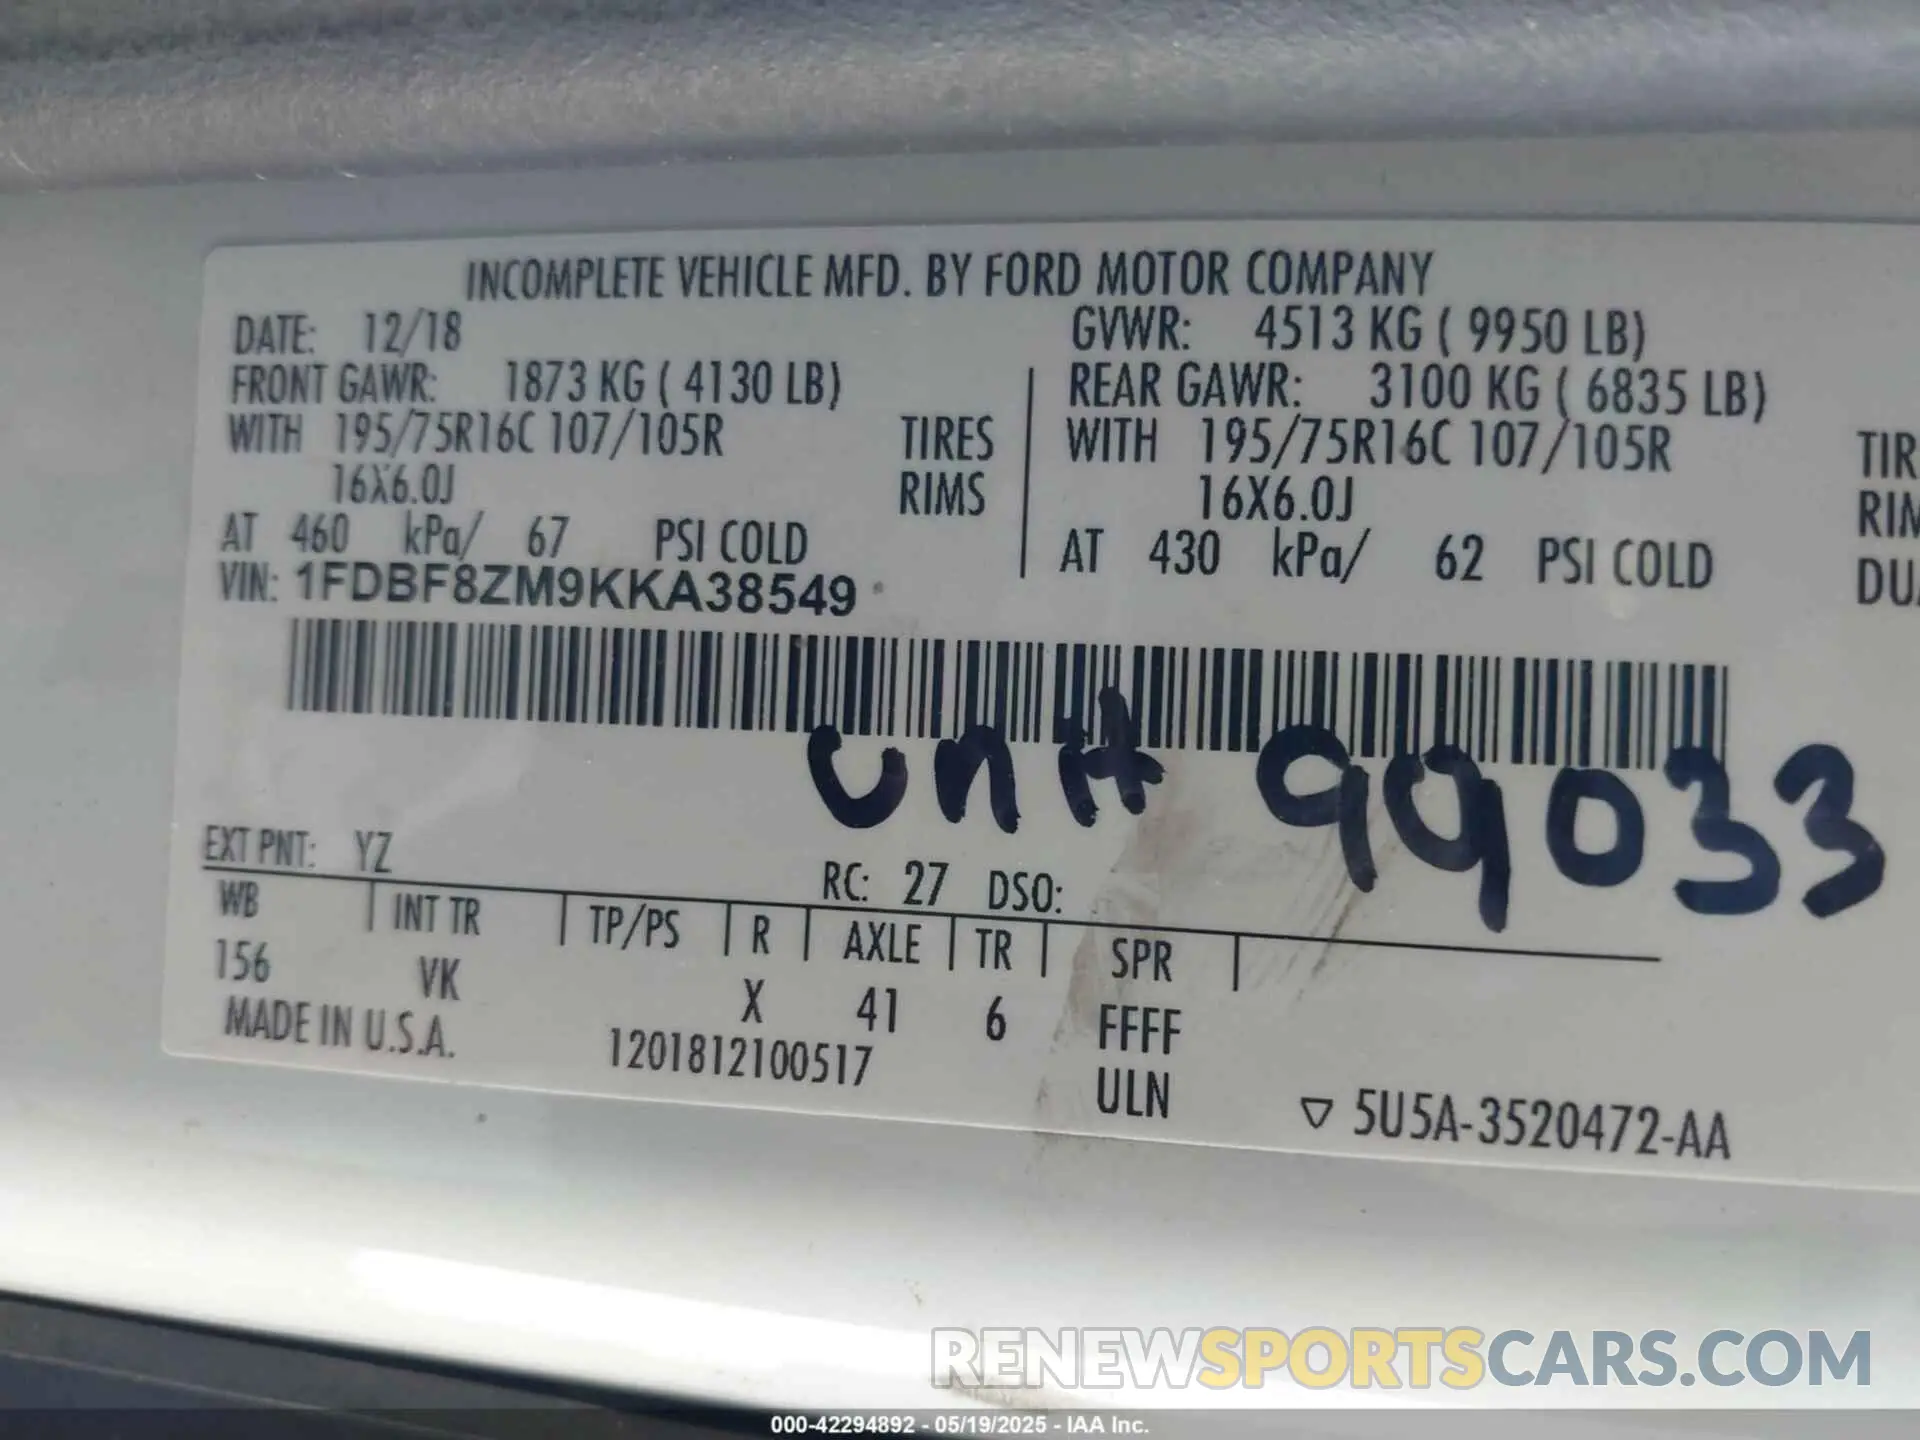 INCOMPLETE VEHICLE MFD. BY FORD MOTOR COMPANY
DATE: 12/18 GVWR: 4513 KG ( 9950 LB)
FRONT GAWR: 1873 KG ( 4130 LB) REAR GAWR: 3100 KG ( 6835 LB)
WITH 195/75R16C 107/105R TIRES WITH 195/75R16C 107/105R TIR
16X6.0J RIMS 16X6.0J RIM
AT 460 kPa/ 67 PSI COLD AT 430 kPa/ 62 PSI COLD DUA
VIN: 1FDBF8ZM9KKA38549
Unit 99033
EXT PNT: YZ RC: 27 DSO:
WB INT TR TP/PS R AXLE TR SPR
156 VK X 41 6 FFFF
MADE IN U.S.A. 1201812100517 ULN
▽ 5U5A-3520472-AA
RENEWSPORTSCARS.COM
000-42294892 - 05/19/2025 - IAA Inc.